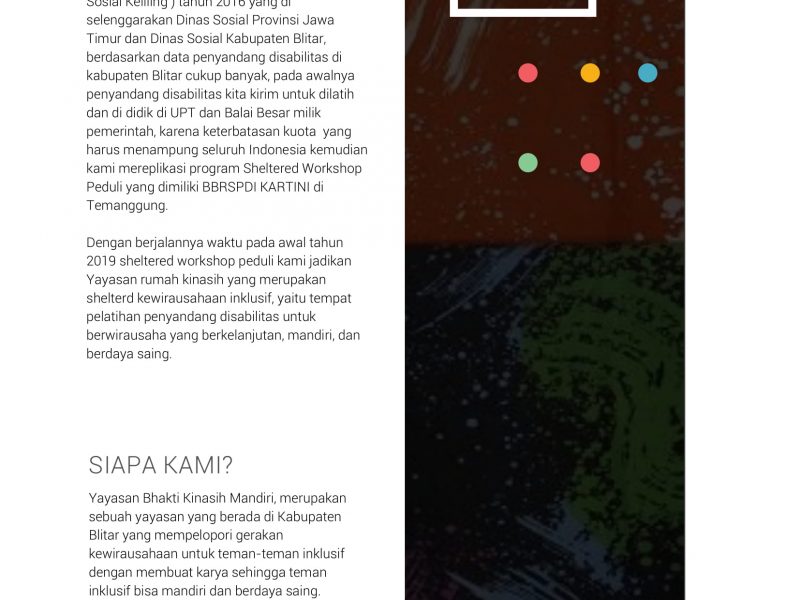 Sosial Keliling ) tahun 2016 yang di
selenggarakan Dinas Sosial Provinsi Jawa
Timur dan Dinas Sosial Kabupaten Blitar,
berdasarkan data penyandang disabilitas di
kabupaten Blitar cukup banyak, pada awalnya
penyandang disabilitas kita kirim untuk dilatih
dan di didik di UPT dan Balai Besar milik
pemerintah, karena keterbatasan kuota  yang
harus menampung seluruh Indonesia kemudian
kami mereplikasi program Sheltered Workshop
Peduli yang dimiliki BBRSPDI KARTINI di
Temanggung.
Dengan berjalannya waktu pada awal tahun
2019 sheltered workshop peduli kami jadikan
Yayasan rumah kinasih yang merupakan
shelterd kewirausahaan inklusif, yaitu tempat
pelatihan penyandang disabilitas untuk
berwirausaha yang berkelanjutan, mandiri, dan
berdaya saing.
SIAPA KAMI?
Yayasan Bhakti Kinasih Mandiri, merupakan
sebuah yayasan yang berada di Kabupaten
Blitar yang mempelopori gerakan
kewirausahaan untuk teman-teman inklusif
dengan membuat karya sehingga teman
inklusif bisa mandiri dan berdaya saing.